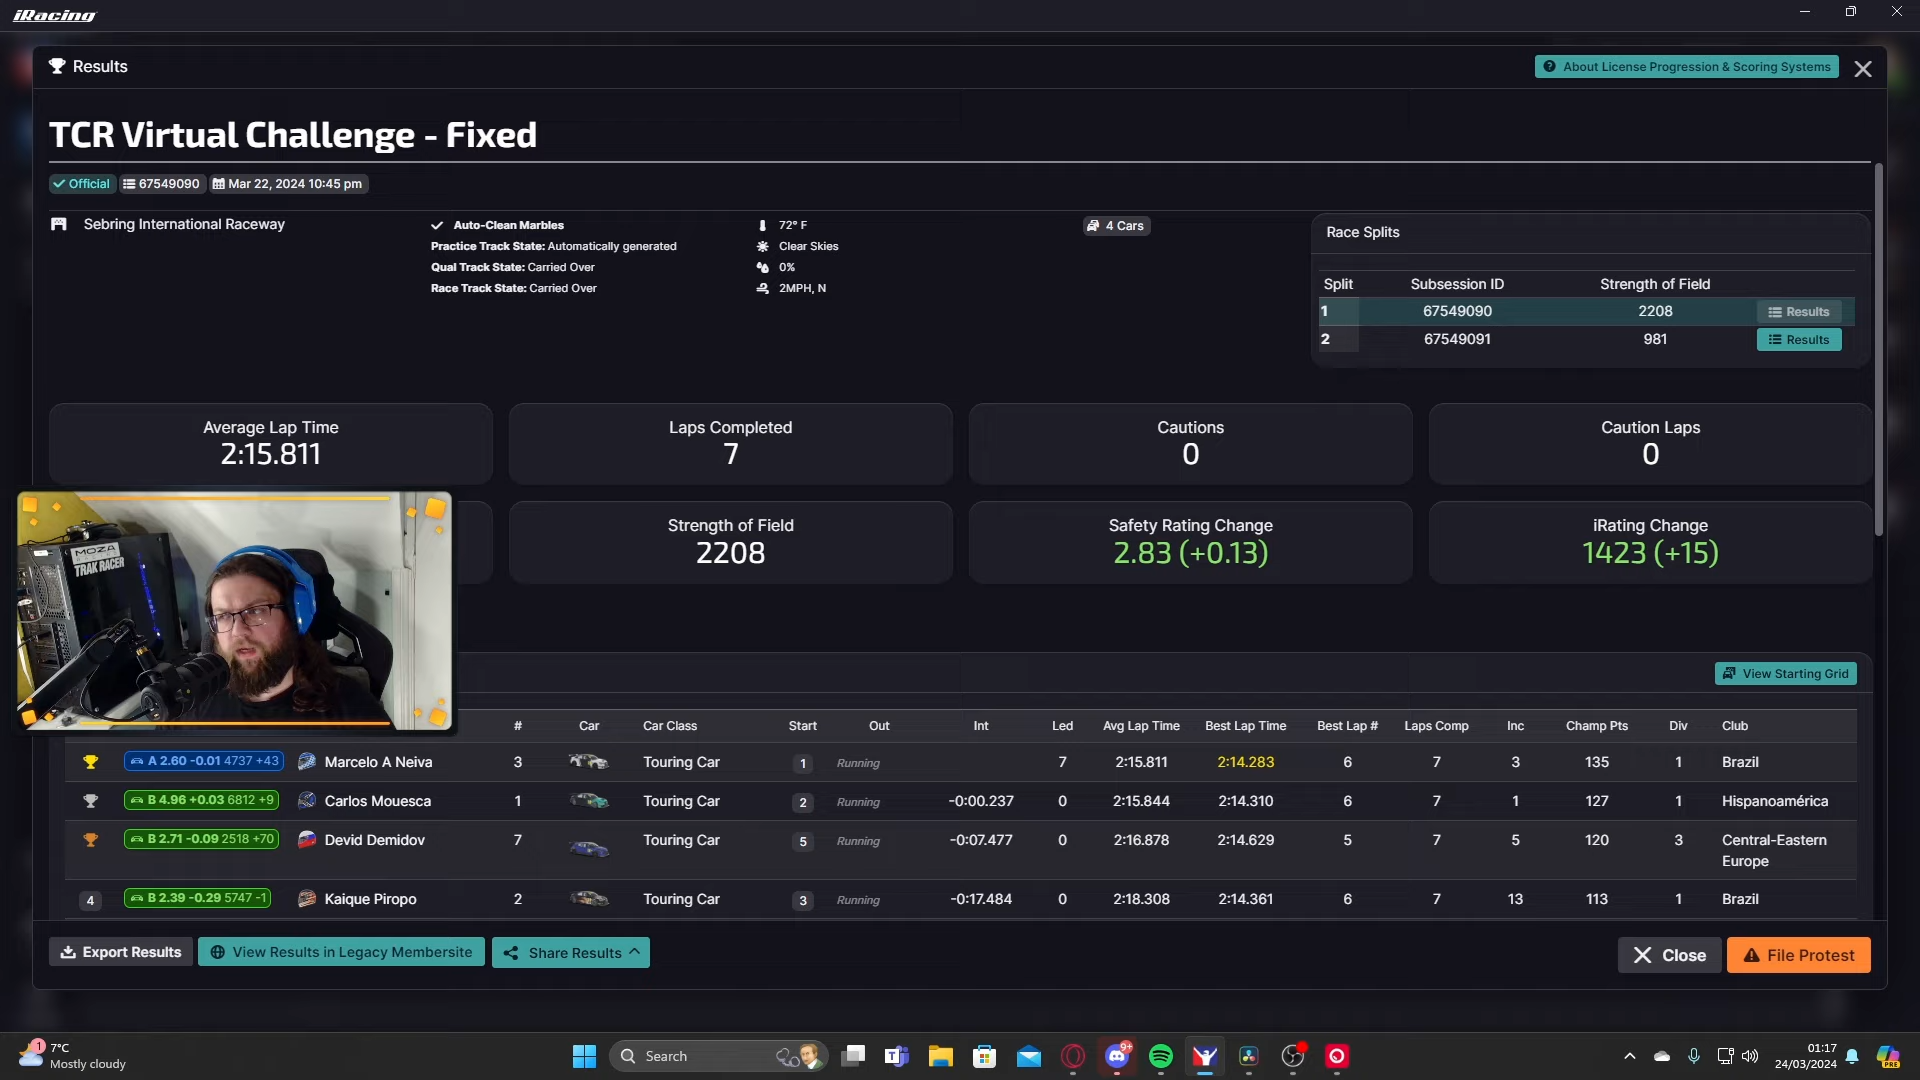 iRacing
Results
About License Progression & Scoring Systems
TCR Virtual Challenge - Fixed
Official
67549090
Mar 22, 2024 10:45 pm
Sebring International Raceway
Auto-Clean Marbles
72° F
4 Cars
Practice Track State: Automatically generated
Clear Skies
Qual Track State: Carried Over
0%
Race Track State: Carried Over
2MPH, N
Race Splits
Split Subsession ID Strength of Field
1 67549090 2208 Results
2 67549091 981 Results
Average Lap Time
2:15.811
Laps Completed
7
Cautions
0
Caution Laps
0
Strength of Field
2208
Safety Rating Change
2.83 (+0.13)
iRating Change
1423 (+15)
MOZA
TRAK RACER
View Starting Grid
# Car Car Class Start Out Int Led Avg Lap Time Best Lap Time Best Lap # Laps Comp Inc Champ Pts Div Club
A 2.60 -0.01 4737 +43 Marcelo A Neiva 3 Touring Car 1 Running 7 2:15.811 2:14.283 6 7 3 135 1 Brazil
B 4.96 +0.03 6812 +9 Carlos Mouesca 1 Touring Car 2 Running -0:00.237 0 2:15.844 2:14.310 6 7 1 127 1 Hispanoamérica
B 2.71 -0.09 2518 +70 Devid Demidov 7 Touring Car 5 Running -0:07.477 0 2:16.878 2:14.629 5 7 5 120 3 Central-Eastern
Europe
4 B 2.39 -0.29 5747 -1 Kaique Piropo 2 Touring Car 3 Running -0:17.484 0 2:18.308 2:14.361 6 7 13 113 1 Brazil
Export Results
View Results in Legacy Membersite
Share Results
Close
File Protest
1
7°C
Mostly cloudy
Search
9+
01:17
24/03/2024
PRE